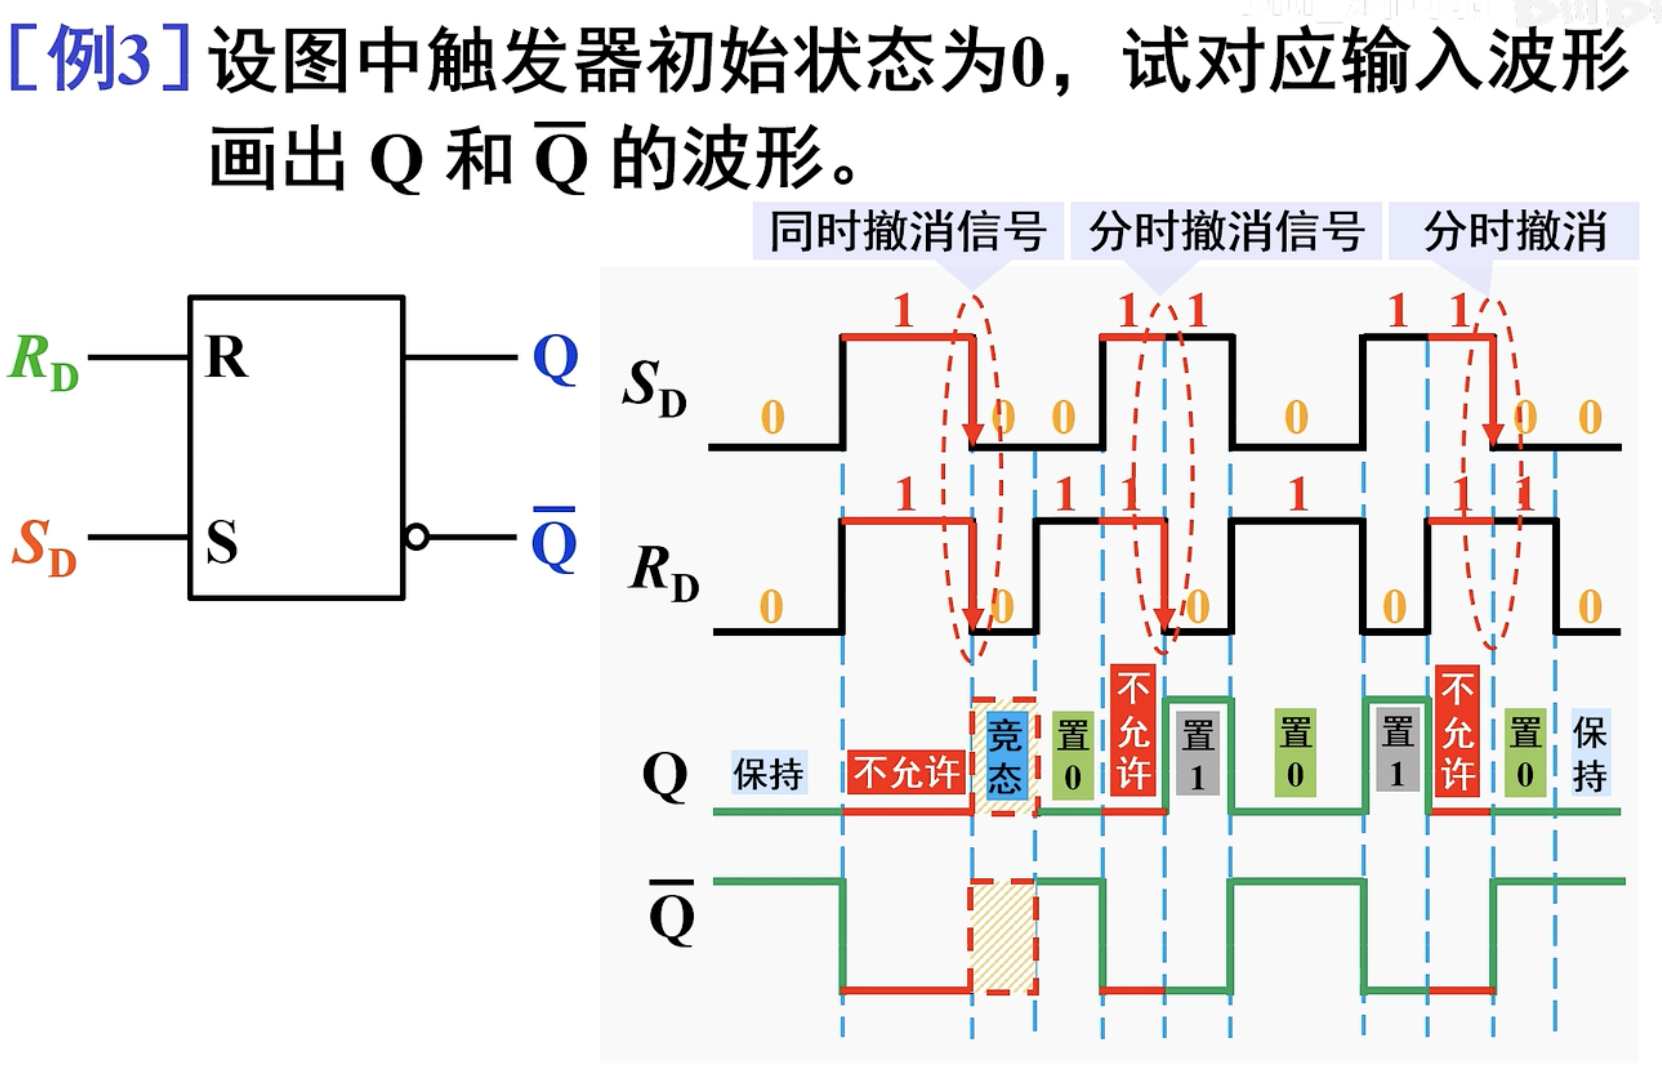 [例3] 设图中触发器初始状态为0，试对应输入波形
画出 Q 和 Q̅ 的波形。
同时撤消信号 分时撤消信号 分时撤消
R_D R Q
S_D S Q̅
1 1 1 1 1
S_D 0 0 0 0 0 0
1 1 1 1 1 1
R_D 0 0 0 0 0
Q 保持 不允许 竞态 置0 不允许 置1 置0 置1 不允许 置0 保持
Q̅